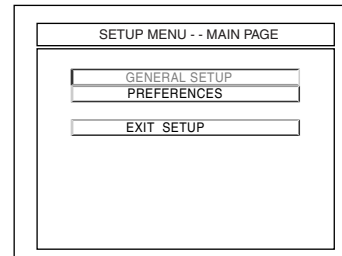 SETUP MENU - - MAIN PAGE
GENERAL SETUP
PREFERENCES
EXIT SETUP